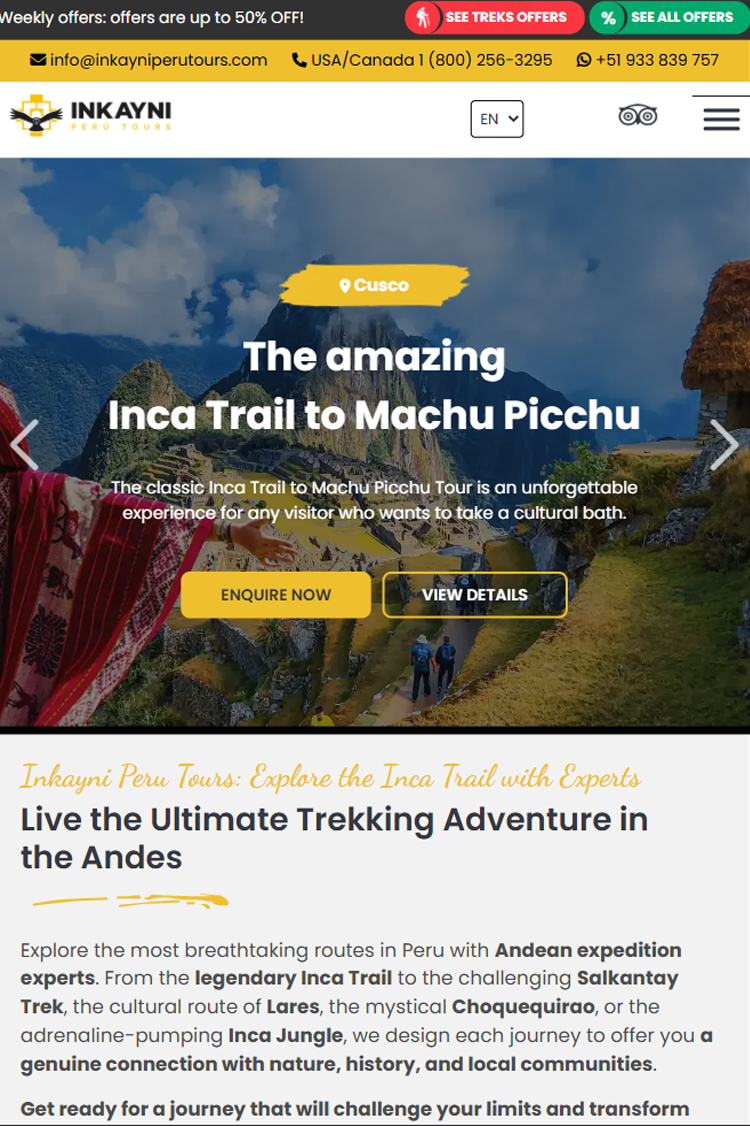 Weekly offers: offers are up to 50% OFF!
SEE TREKS OFFERS
% SEE ALL OFFERS
info@inkayniperutours.com
USA/Canada 1 (800) 256-3295
+51 933 839 757
INKAYNI
PERÚ TOURS
EN
Cusco
The amazing
Inca Trail to Machu Picchu
The classic Inca Trail to Machu Picchu Tour is an unforgettable
experience for any visitor who wants to take a cultural bath.
ENQUIRE NOW
VIEW DETAILS
Inkayni Peru Tours: Explore the Inca Trail with Experts
Live the Ultimate Trekking Adventure in
the Andes
Explore the most breathtaking routes in Peru with Andean expedition
experts. From the legendary Inca Trail to the challenging Salkantay
Trek, the cultural route of Lares, the mystical Choquequirao, or the
adrenaline-pumping Inca Jungle, we design each journey to offer you a
genuine connection with nature, history, and local communities.
Get ready for a journey that will challenge your limits and transform